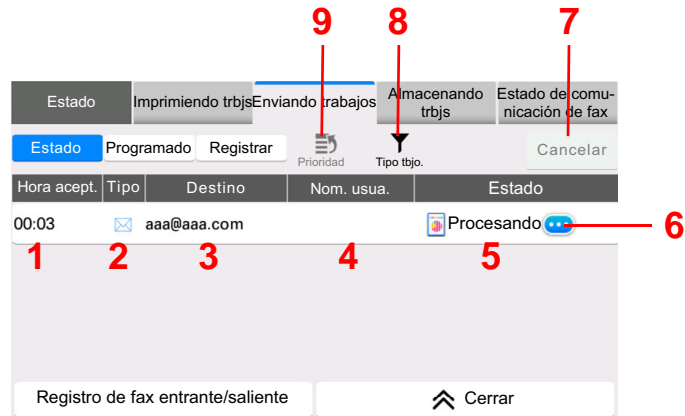 9 8 7
Estado Imprimiendo trbjs Enviando trabajos Almacenando trbjs Estado de comu-
nicación de fax
Estado Programado Registrar Prioridad Tipo tbjo. Cancelar
Hora acept. Tipo Destino Nom. usua. Estado
00:03 aaa@aaa.com Procesando 6
1 2 3 4 5
Registro de fax entrante/saliente Cerrar